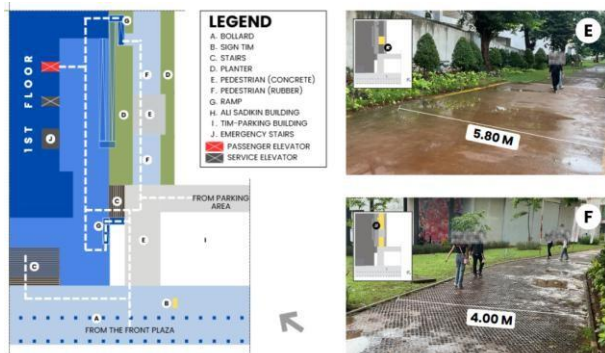 LEGEND
A. BOLLARD
B. SIGN TIM
C. STAIRS
D. PLANTER
E. PEDESTRIAN (CONCRETE)
F. PEDESTRIAN (RUBBER)
G. RAMP
H. ALI SADIKIN BUILDING
I. TIM-PARKING BUILDING
J. EMERGENCY STAIRS
PASSENGER ELEVATOR
SERVICE ELEVATOR
1ST FLOOR
G
F
D
D
E
J
F
C
FROM PARKING
AREA
G
E
I
C
B
A
FROM THE FRONT PLAZA
E
5.80 M
F
4.00 M